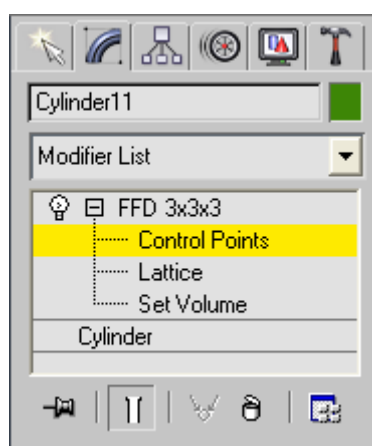 Cylinder11
Modifier List
FFD 3x3x3
Control Points
Lattice
Set Volume
Cylinder